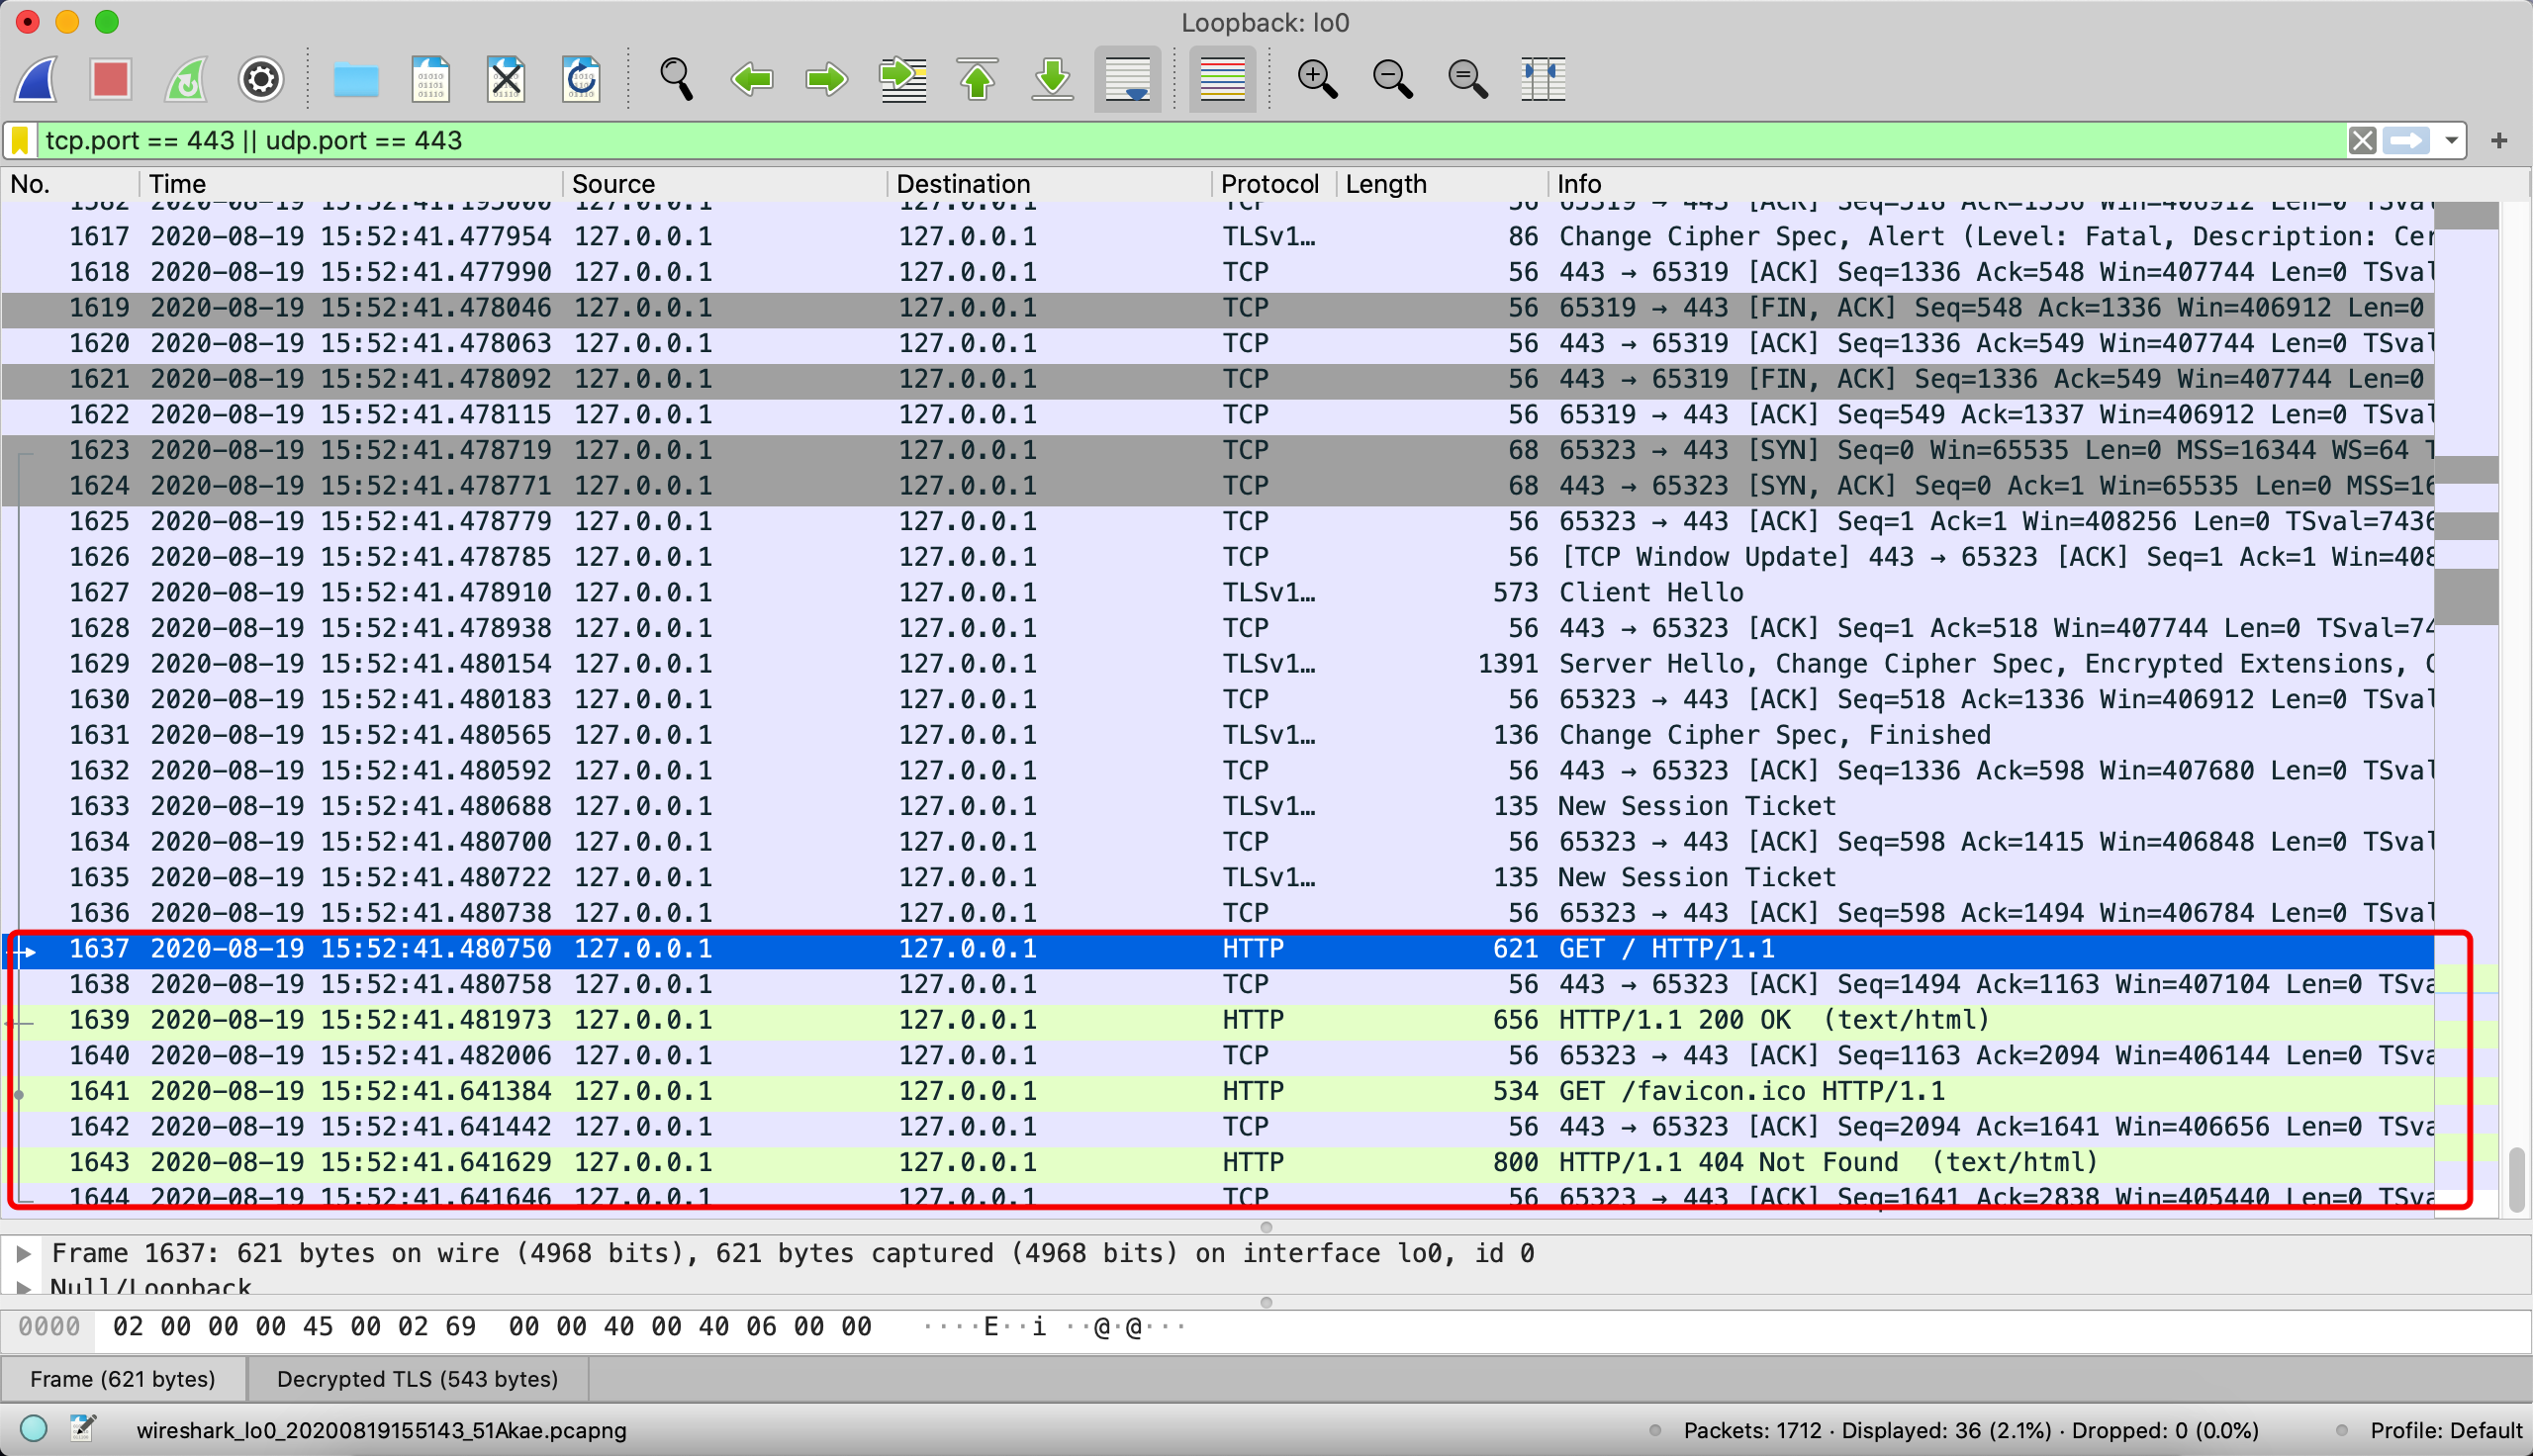 Loopback: lo0
tcp.port == 443 || udp.port == 443
No. Time Source Destination Protocol Length Info
1582 2020-08-19 15:52:41.195000 127.0.0.1 127.0.0.1 TCP 56 65319 → 443 [ACK] Seq=518 Ack=1336 Win=406912 Len=0 TSval
1617 2020-08-19 15:52:41.477954 127.0.0.1 127.0.0.1 TLSv1… 86 Change Cipher Spec, Alert (Level: Fatal, Description: Cer
1618 2020-08-19 15:52:41.477990 127.0.0.1 127.0.0.1 TCP 56 443 → 65319 [ACK] Seq=1336 Ack=548 Win=407744 Len=0 TSval
1619 2020-08-19 15:52:41.478046 127.0.0.1 127.0.0.1 TCP 56 65319 → 443 [FIN, ACK] Seq=548 Ack=1336 Win=406912 Len=0
1620 2020-08-19 15:52:41.478063 127.0.0.1 127.0.0.1 TCP 56 443 → 65319 [ACK] Seq=1336 Ack=549 Win=407744 Len=0 TSval
1621 2020-08-19 15:52:41.478092 127.0.0.1 127.0.0.1 TCP 56 443 → 65319 [FIN, ACK] Seq=1336 Ack=549 Win=407744 Len=0
1622 2020-08-19 15:52:41.478115 127.0.0.1 127.0.0.1 TCP 56 65319 → 443 [ACK] Seq=549 Ack=1337 Win=406912 Len=0 TSval
1623 2020-08-19 15:52:41.478719 127.0.0.1 127.0.0.1 TCP 68 65323 → 443 [SYN] Seq=0 Win=65535 Len=0 MSS=16344 WS=64 T
1624 2020-08-19 15:52:41.478771 127.0.0.1 127.0.0.1 TCP 68 443 → 65323 [SYN, ACK] Seq=0 Ack=1 Win=65535 Len=0 MSS=16
1625 2020-08-19 15:52:41.478779 127.0.0.1 127.0.0.1 TCP 56 65323 → 443 [ACK] Seq=1 Ack=1 Win=408256 Len=0 TSval=7436
1626 2020-08-19 15:52:41.478785 127.0.0.1 127.0.0.1 TCP 56 [TCP Window Update] 443 → 65323 [ACK] Seq=1 Ack=1 Win=408
1627 2020-08-19 15:52:41.478910 127.0.0.1 127.0.0.1 TLSv1… 573 Client Hello
1628 2020-08-19 15:52:41.478938 127.0.0.1 127.0.0.1 TCP 56 443 → 65323 [ACK] Seq=1 Ack=518 Win=407744 Len=0 TSval=74
1629 2020-08-19 15:52:41.480154 127.0.0.1 127.0.0.1 TLSv1… 1391 Server Hello, Change Cipher Spec, Encrypted Extensions, C
1630 2020-08-19 15:52:41.480183 127.0.0.1 127.0.0.1 TCP 56 65323 → 443 [ACK] Seq=518 Ack=1336 Win=406912 Len=0 TSval
1631 2020-08-19 15:52:41.480565 127.0.0.1 127.0.0.1 TLSv1… 136 Change Cipher Spec, Finished
1632 2020-08-19 15:52:41.480592 127.0.0.1 127.0.0.1 TCP 56 443 → 65323 [ACK] Seq=1336 Ack=598 Win=407680 Len=0 TSval
1633 2020-08-19 15:52:41.480688 127.0.0.1 127.0.0.1 TLSv1… 135 New Session Ticket
1634 2020-08-19 15:52:41.480700 127.0.0.1 127.0.0.1 TCP 56 65323 → 443 [ACK] Seq=598 Ack=1415 Win=406848 Len=0 TSval
1635 2020-08-19 15:52:41.480722 127.0.0.1 127.0.0.1 TLSv1… 135 New Session Ticket
1636 2020-08-19 15:52:41.480738 127.0.0.1 127.0.0.1 TCP 56 65323 → 443 [ACK] Seq=598 Ack=1494 Win=406784 Len=0 TSval
1637 2020-08-19 15:52:41.480750 127.0.0.1 127.0.0.1 HTTP 621 GET / HTTP/1.1
1638 2020-08-19 15:52:41.480758 127.0.0.1 127.0.0.1 TCP 56 443 → 65323 [ACK] Seq=1494 Ack=1163 Win=407104 Len=0 TSva
1639 2020-08-19 15:52:41.481973 127.0.0.1 127.0.0.1 HTTP 656 HTTP/1.1 200 OK (text/html)
1640 2020-08-19 15:52:41.482006 127.0.0.1 127.0.0.1 TCP 56 65323 → 443 [ACK] Seq=1163 Ack=2094 Win=406144 Len=0 TSva
1641 2020-08-19 15:52:41.641384 127.0.0.1 127.0.0.1 HTTP 534 GET /favicon.ico HTTP/1.1
1642 2020-08-19 15:52:41.641442 127.0.0.1 127.0.0.1 TCP 56 443 → 65323 [ACK] Seq=2094 Ack=1641 Win=406656 Len=0 TSva
1643 2020-08-19 15:52:41.641629 127.0.0.1 127.0.0.1 HTTP 800 HTTP/1.1 404 Not Found (text/html)
1644 2020-08-19 15:52:41.641646 127.0.0.1 127.0.0.1 TCP 56 65323 → 443 [ACK] Seq=1641 Ack=2838 Win=405440 Len=0 TSva
Frame 1637: 621 bytes on wire (4968 bits), 621 bytes captured (4968 bits) on interface lo0, id 0
Null/Loopback
0000 02 00 00 00 45 00 02 69 00 00 40 00 40 06 00 00 ····E··i ··@·@···
Frame (621 bytes) Decrypted TLS (543 bytes)
wireshark_lo0_20200819155143_51Akae.pcapng Packets: 1712 · Displayed: 36 (2.1%) · Dropped: 0 (0.0%) Profile: Default